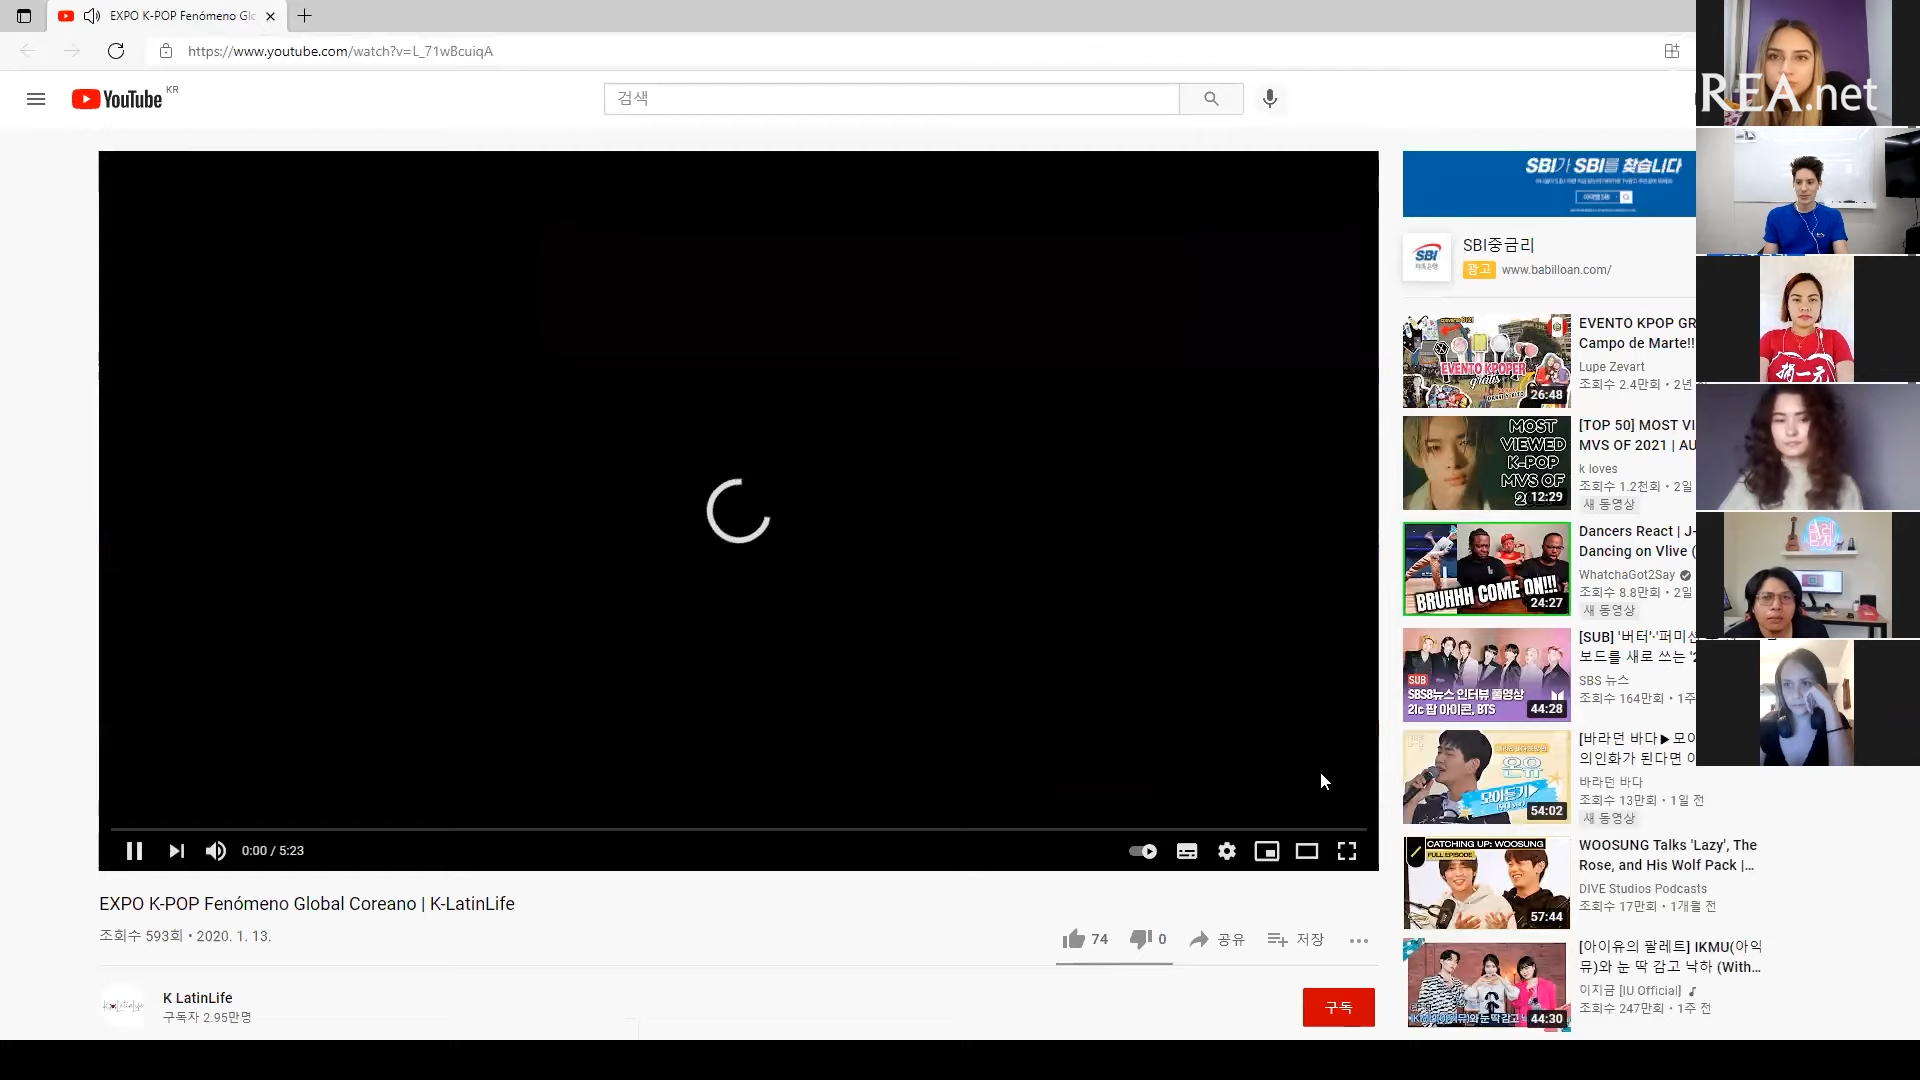 EXPO K-POP Fenómeno Glo
https://www.youtube.com/watch?v=L_71wBcuiqA
YouTube KR
검색
REA.net
SBI가 SBI를 찾습니다
SBI
SBI중금리
광고 www.babilloan.com/
EVENTO KPOPER
gratis
26:48
EVENTO KPOP GR
Campo de Marte!!
Lupe Zevart
조회수 2.4만회 • 2년
MOST
VIEWED
K-POP
MVS OF
12:29
[TOP 50] MOST VI
MVS OF 2021 | AU
k loves
조회수 1.2천회 • 2일
새 동영상
BRUHHH COME ON!!!
24:27
Dancers React | J-
Dancing on Vlive (
WhatchaGot2Say
조회수 8.8만회 • 2일
새 동영상
SUB
SBS8뉴스 인터뷰 풀영상
21c 팝 아이콘, BTS
44:28
[SUB] '버터'·'퍼미션
보드를 새로 쓰는 '2
SBS 뉴스
조회수 164만회 • 1주
온유
모아듣기
54:02
[바라던 바다▶모아
의인화가 된다면 이
바라던 바다
조회수 13만회 • 1일 전
새 동영상
0:00 / 5:23
CATCHING UP: WOOSUNG
FULL EPISODE
57:44
WOOSUNG Talks 'Lazy', The
Rose, and His Wolf Pack |...
DIVE Studios Podcasts
조회수 17만회 • 1개월 전
EXPO K-POP Fenómeno Global Coreano | K-LatinLife
조회수 593회 • 2020. 1. 13.
74
0
공유
저장
44:30
[아이유의 팔레트] IKMU(아익
뮤)와 눈 딱 감고 낙하 (With...
이지금 [IU Official]
조회수 247만회 • 1주 전
K LatinLife
구독자 2.95만명
구독